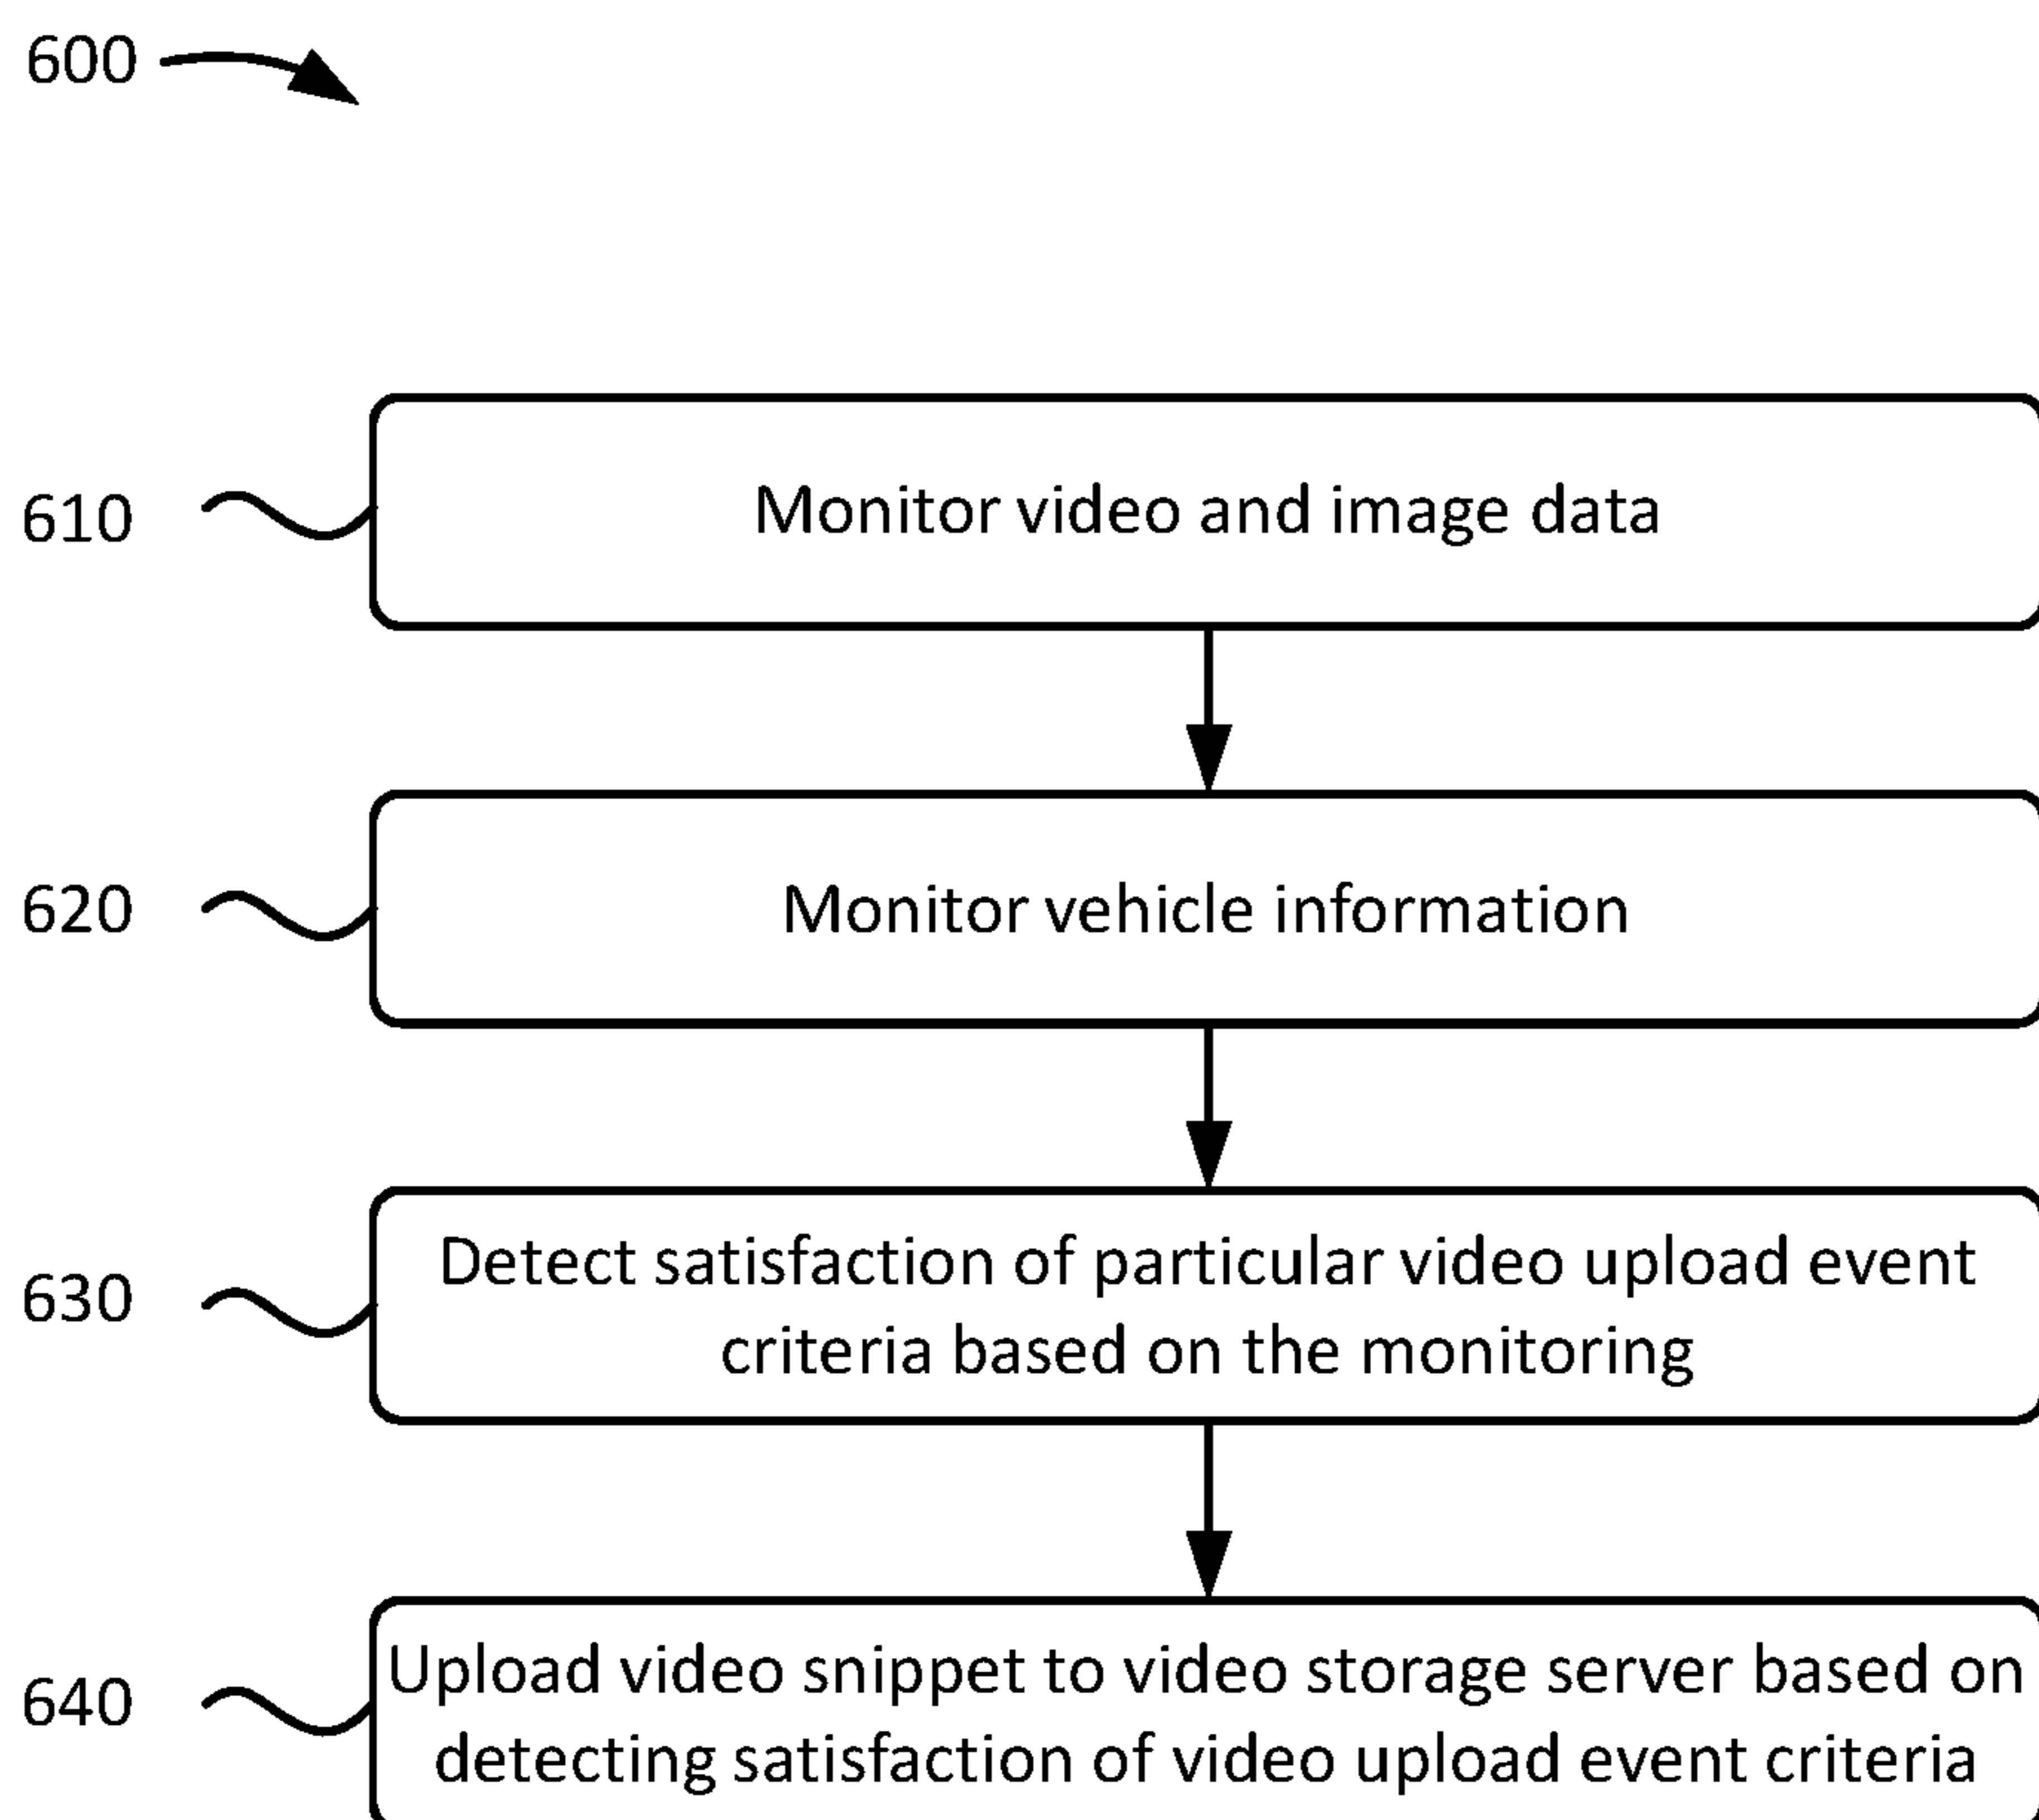 600
610
Monitor video and image data
620
Monitor vehicle information
630
Detect satisfaction of particular video upload event
criteria based on the monitoring
640
Upload video snippet to video storage server based on
detecting satisfaction of video upload event criteria